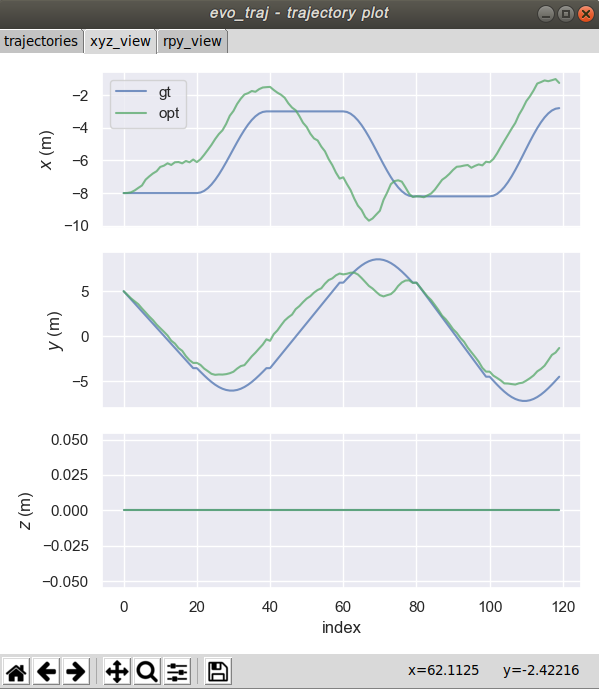 evo_traj - trajectory plot
trajectories xyz_view rpy_view
gt
opt
x (m)
−2
−4
−6
−8
−10
y (m)
5
0
−5
z (m)
0.050
0.025
0.000
−0.025
−0.050
0 20 40 60 80 100 120
index
x=62.1125 y=-2.42216